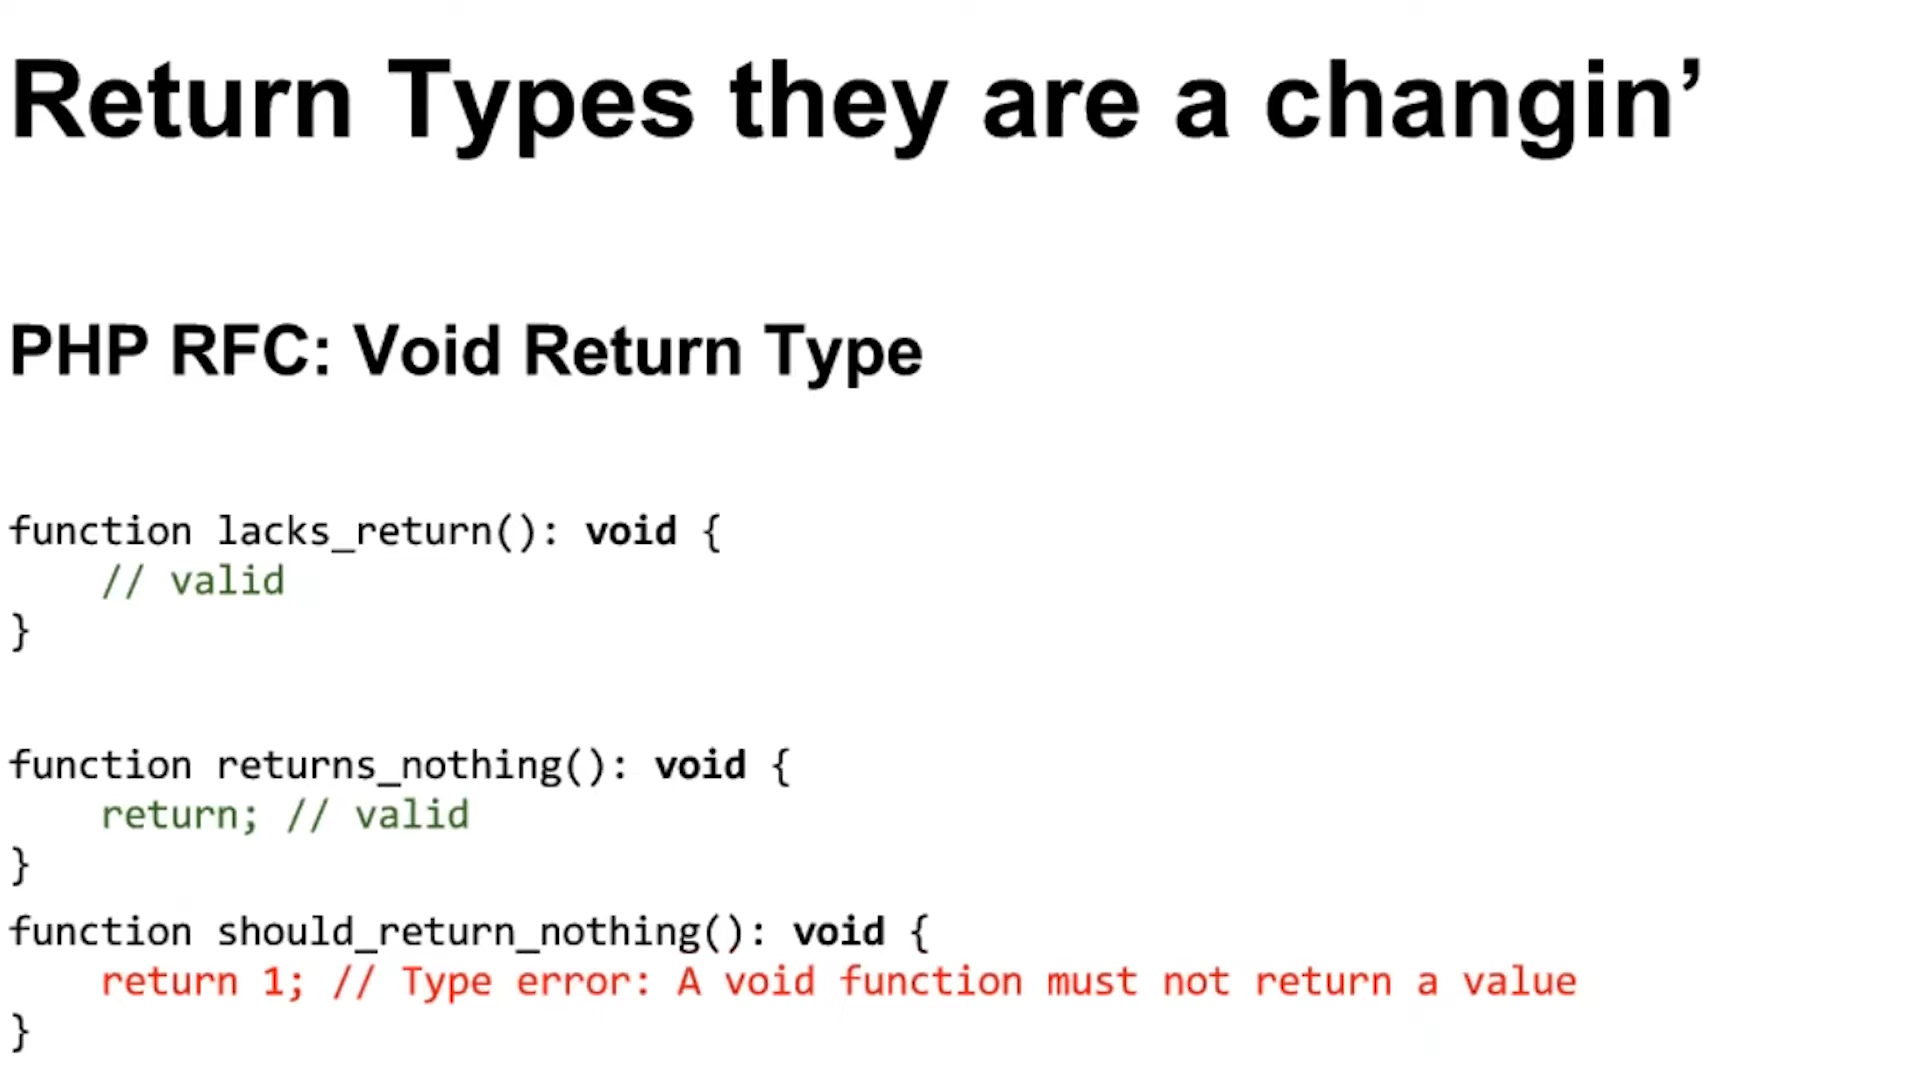 Return Types they are a changin’
PHP RFC: Void Return Type
function lacks_return(): void {
    // valid
}
function returns_nothing(): void {
    return; // valid
}
function should_return_nothing(): void {
    return 1; // Type error: A void function must not return a value
}